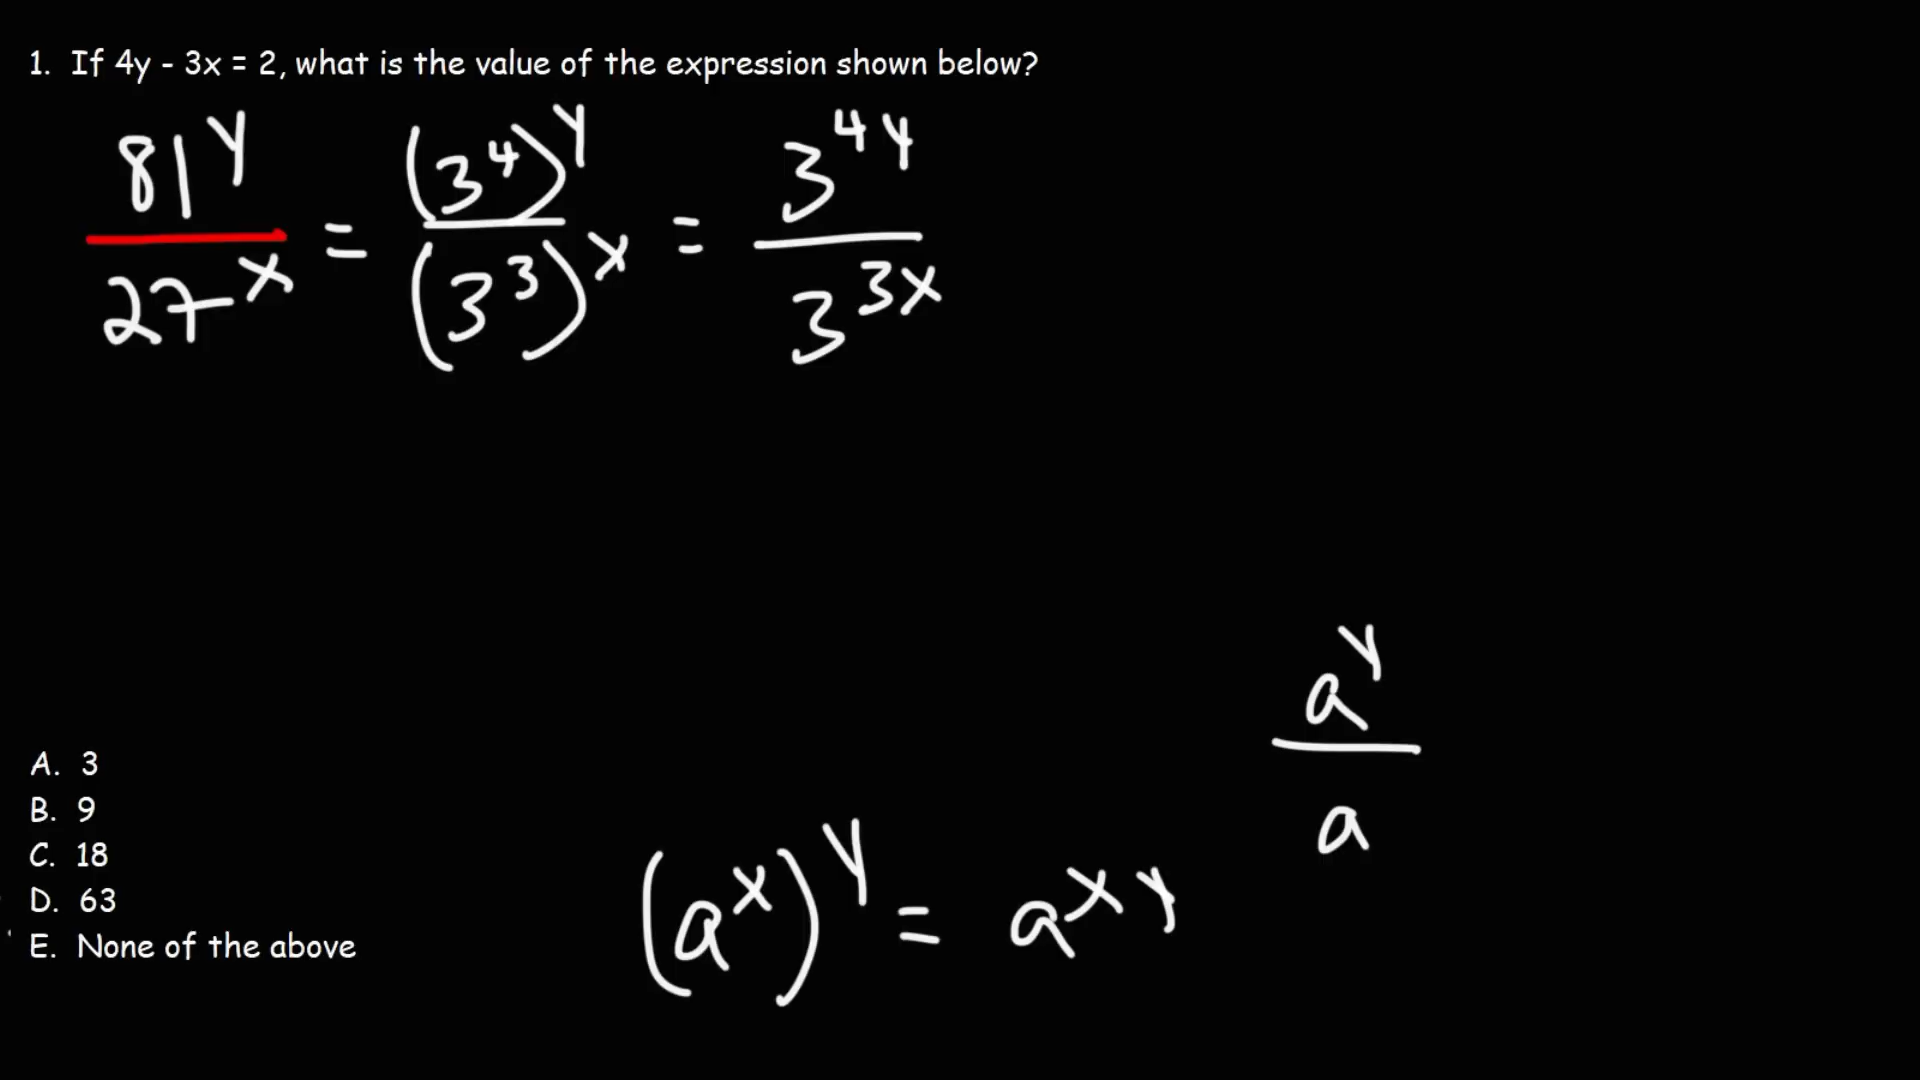 1. If 4y - 3x = 2, what is the value of the expression shown below?
81^y / 27^x = (3^4)^y / (3^3)^x = 3^4y / 3^3x
a^y / a
A. 3
B. 9
C. 18
D. 63
E. None of the above
(a^x)^y = a^xy